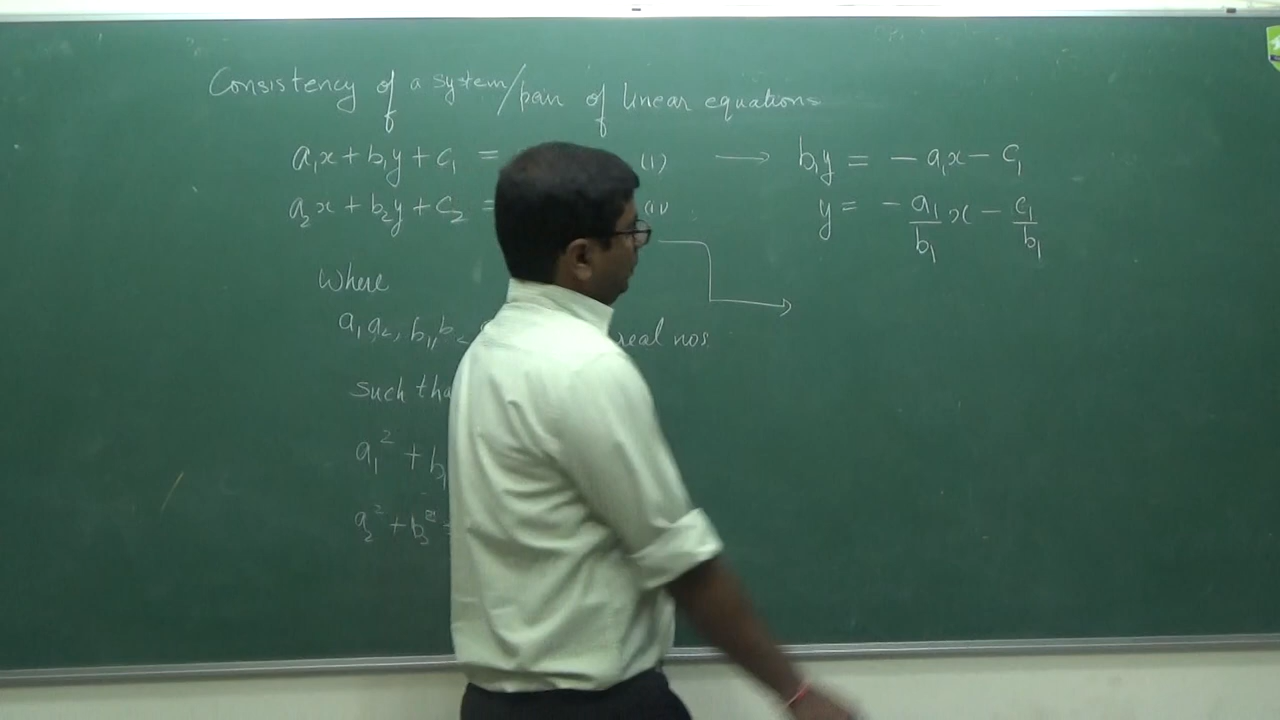 Consistency of a system/pair of linear equations
a₁x + b₁y + c₁ = (1) → b₁y = - a₁x - c₁
a₂x + b₂y + c₂ = y = - a₁/b₁ x - c₁/b₁
Where
a₁ a₂, b₁, b₂ real nos.
such tha
a₁² + b₁
a₂² + b₂²